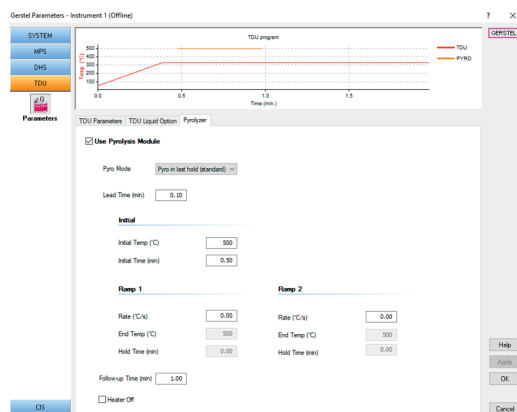 Gerstel Parameters - Instrument 1 (Offline)
? ×
SYSTEM
MPS
DHS
TDU
Parameters
CIS
TDU program
Temp. (°C)
500
400
300
200
100
0.0 0.5 1.0 1.5
Time (min.)
TDU
PYRO
GERSTEL
TDU Parameters TDU Liquid Option Pyrolyzer
Use Pyrolysis Module
Pyro Mode Pyro in last hold (standard)
Lead Time (min) 0.10
Initial
Initial Temp (°C) 500
Initial Time (min) 0.50
Ramp 1 Ramp 2
Rate (°C/s) 0.00 Rate (°C/s) 0.00
End Temp (°C) 500 End Temp (°C) 500
Hold Time (min) 0.00 Hold Time (min) 0.00
Follow-up Time (min) 1.00
Heater Off
Help
Apply
OK
Cancel